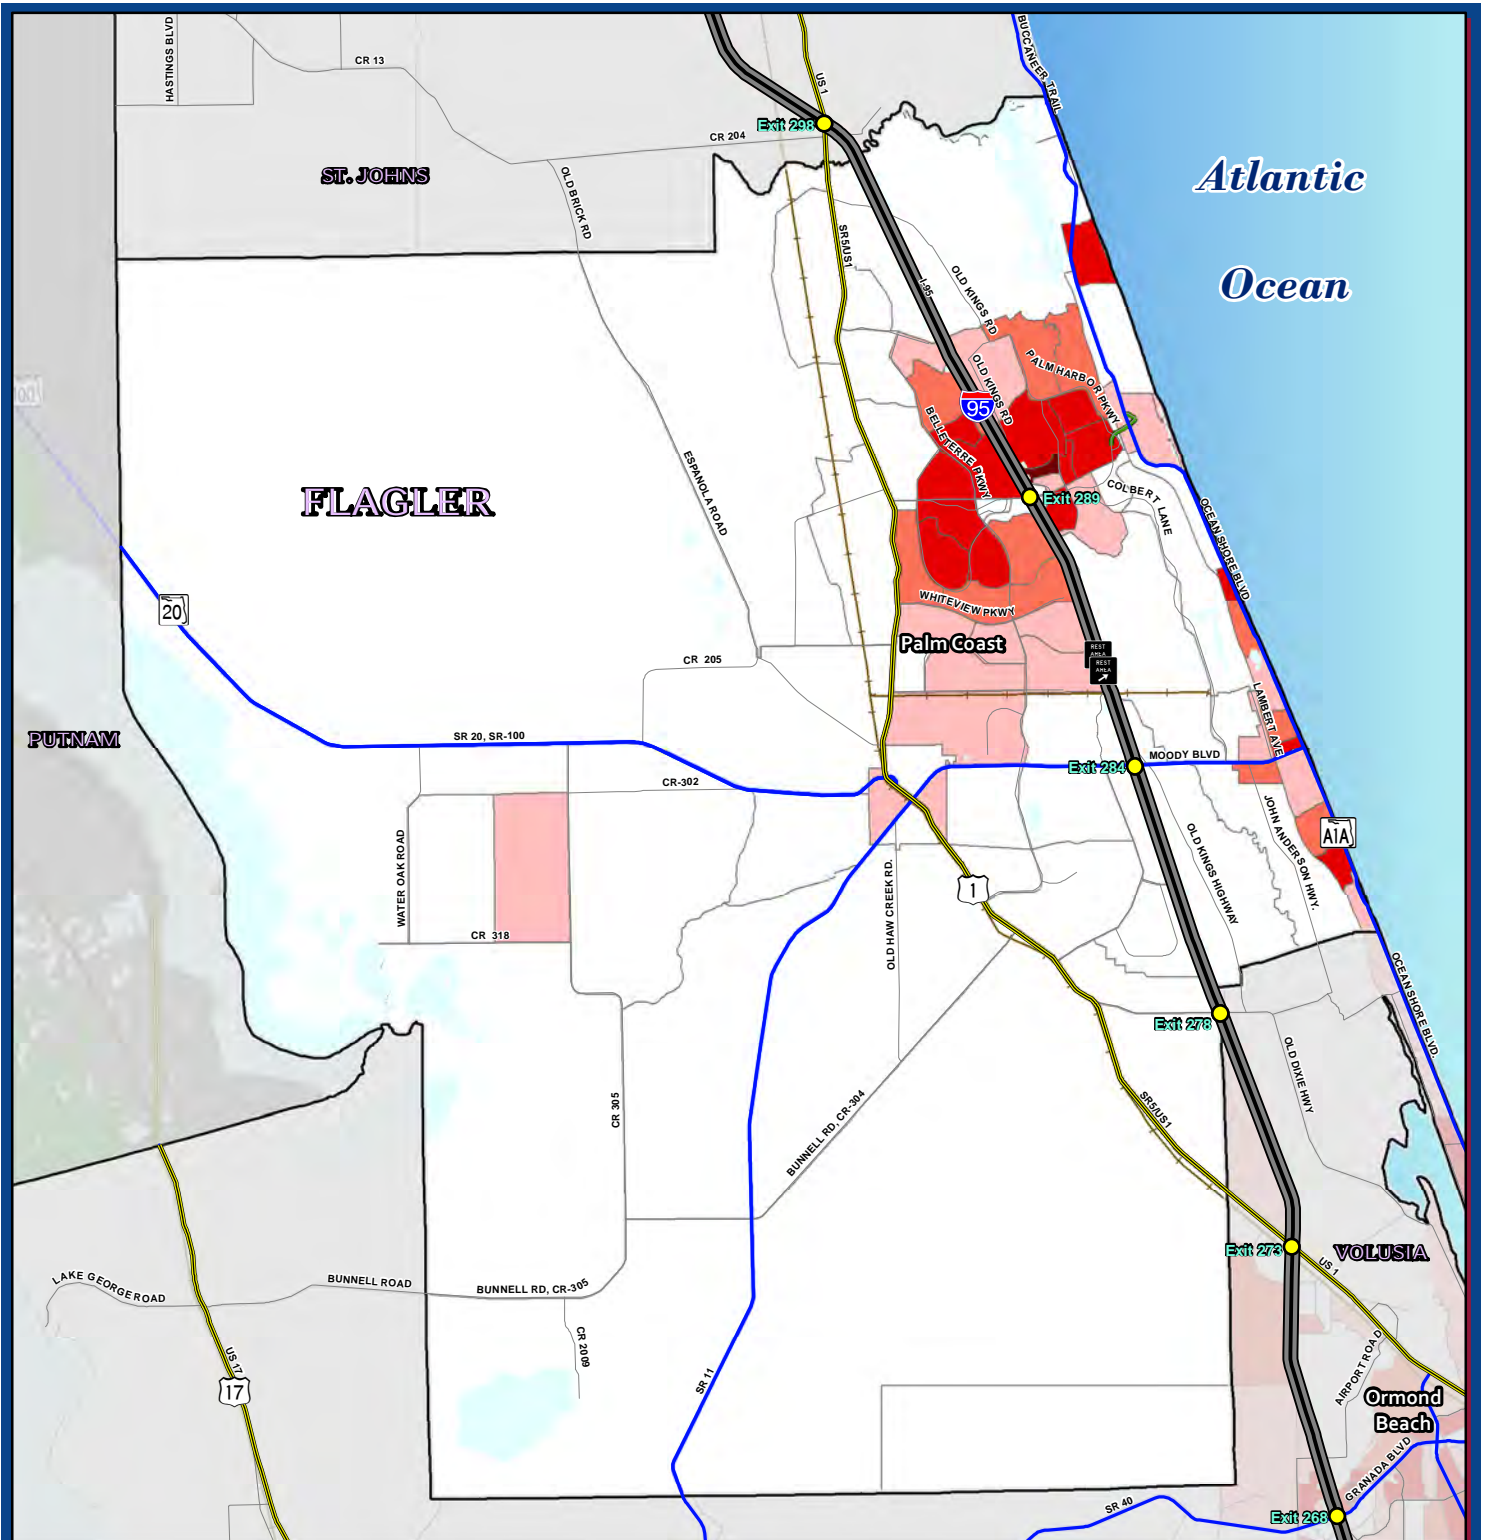 HASTINGS BLVD
CR 13
US 1
BUCCANEER TRAIL
Exit 298
CR 204
ST. JOHNS
OLD BRICK RD
Atlantic
Ocean
SR5/US1
I-95
OLD KINGS RD
PALM HARBOR PKWY
OLD KINGS RD
95
BELLETERRE PKWY
100
FLAGLER
ESPANOLA ROAD
Exit 289
COLBERT LANE
OCEAN SHORE BLVD
20
WHITEVIEW PKWY
Palm Coast
REST
AREA
REST
AREA
CR 205
LAMBERT AVE
PUTNAM
SR 20, SR-100
MOODY BLVD
Exit 284
CR-302
WATER OAK ROAD
OLD HAW CREEK RD.
1
OLD KINGS HIGHWAY
JOHN ANDERSON HWY.
A1A
CR 318
OCEAN SHORE BLVD.
Exit 278
OLD DIXIE HWY
CR 305
BUNNELL RD, CR-304
SR5/US1
Exit 273
VOLUSIA
US 1
LAKE GEORGE ROAD
BUNNELL ROAD
BUNNELL RD, CR-305
CR 2009
US 17
17
SR 11
AIRPORT ROAD
Ormond
Beach
GRANADA BLVD
SR 40
Exit 268